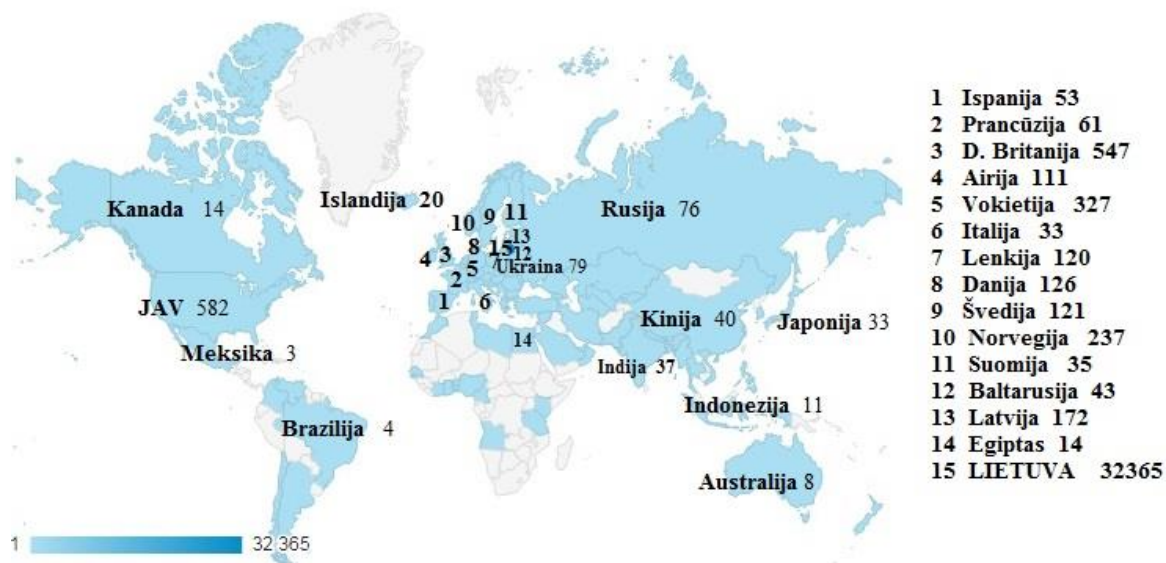 Kanada 14
Islandija 20
Rusija 76
10 9 11
4 3 8 15 13
12
5 7 Ukraina 79
2
1 6
JAV 582
Kinija 40
Japonija 33
Meksika 3
14
Indija 37
Indonezija 11
Brazilija 4
Australija 8
1 32 365
1 Ispanija 53
2 Prancūzija 61
3 D. Britanija 547
4 Airija 111
5 Vokietija 327
6 Italija 33
7 Lenkija 120
8 Danija 126
9 Švedija 121
10 Norvegija 237
11 Suomija 35
12 Baltarusija 43
13 Latvija 172
14 Egiptas 14
15 LIETUVA 32365